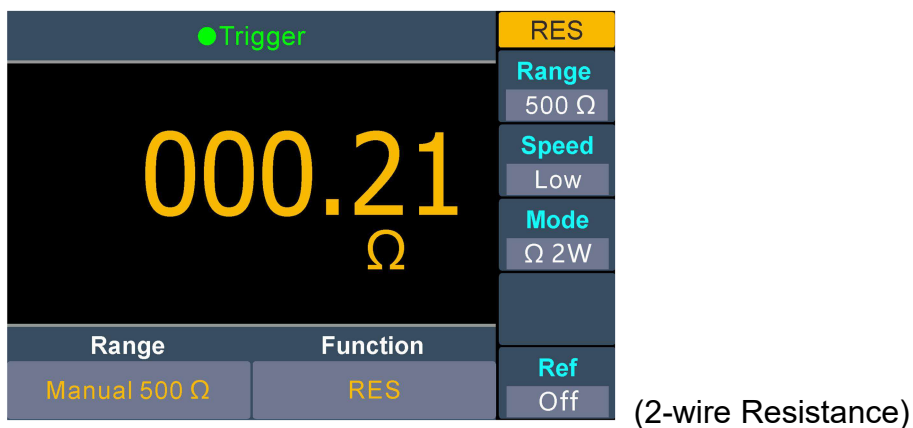 ●Trigger
000.21
Ω
Range
Function
Manual 500 Ω
RES
RES
Range
500 Ω
Speed
Low
Mode
Ω 2W
Ref
Off
(2-wire Resistance)